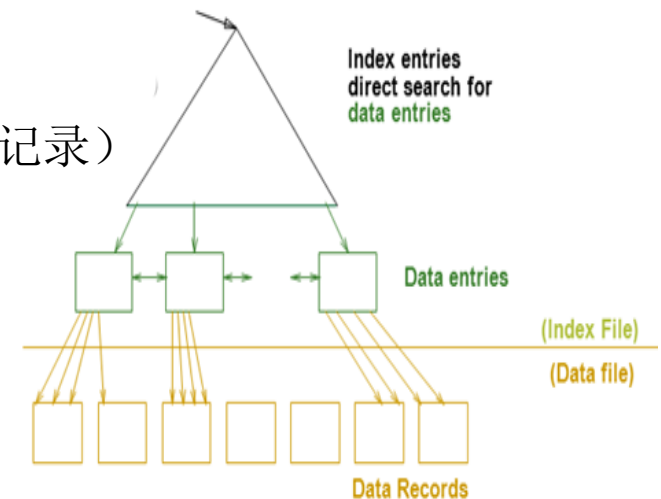 Index entries
direct search for
data entries
记录）
Data entries
(Index File)
(Data file)
Data Records